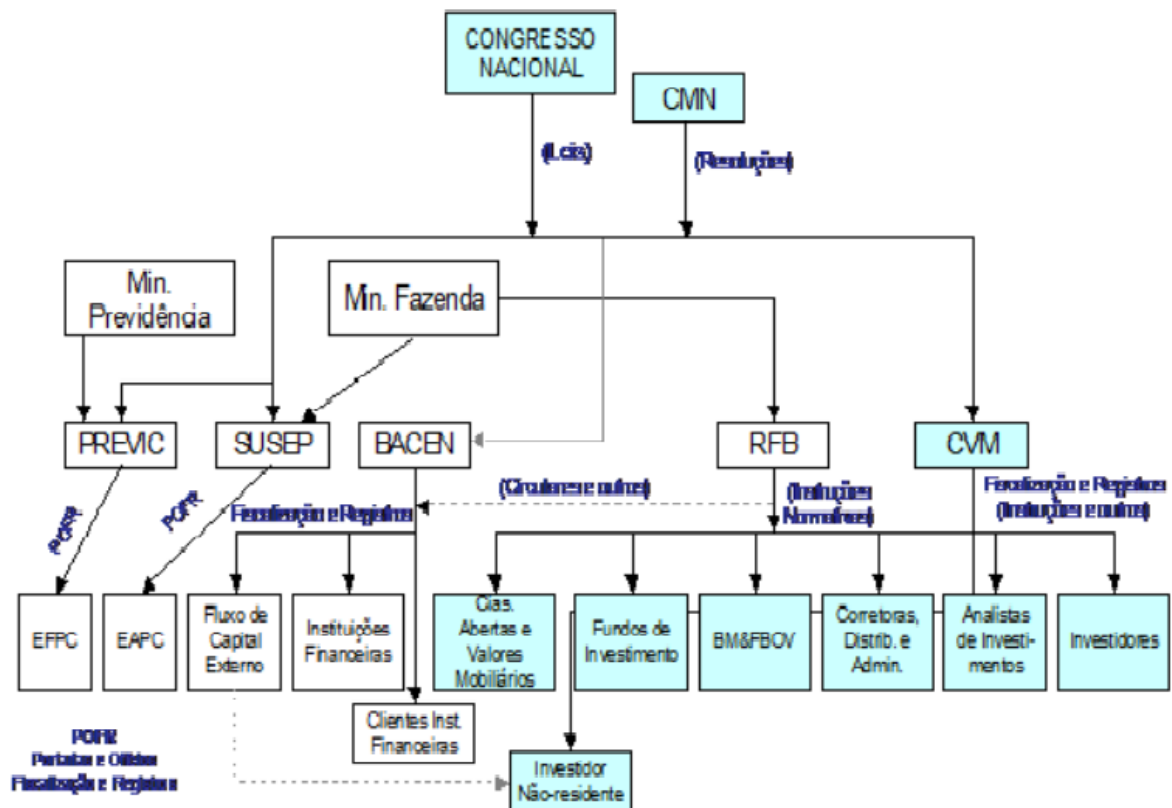 CONGRESSO
NACIONAL
CMN
(Leis)
(Resoluções)
Min.
Previdência
Min. Fazenda
PREVIC
SUSEP
BACEN
RFB
CVM
(Circulares e outros)
(Instruções
Normativas)
Fiscalização e Registros
(Instruções e outros)
POFR
POFR
Fiscalização e Registros
EFPC
EAPC
Fluxo de
Capital
Externo
Instituições
Financeiras
Cias.
Abertas e
Valores
Mobiliários
Fundos de
Investimento
BM&FBOV
Corretoras,
Distrib. e
Admin.
Analistas
de Investi-
mentos
Investidores
Clientes Inst.
Financeiras
Investidor
Não-residente
POFR
Portarias e Ofícios
Fiscalização e Registros